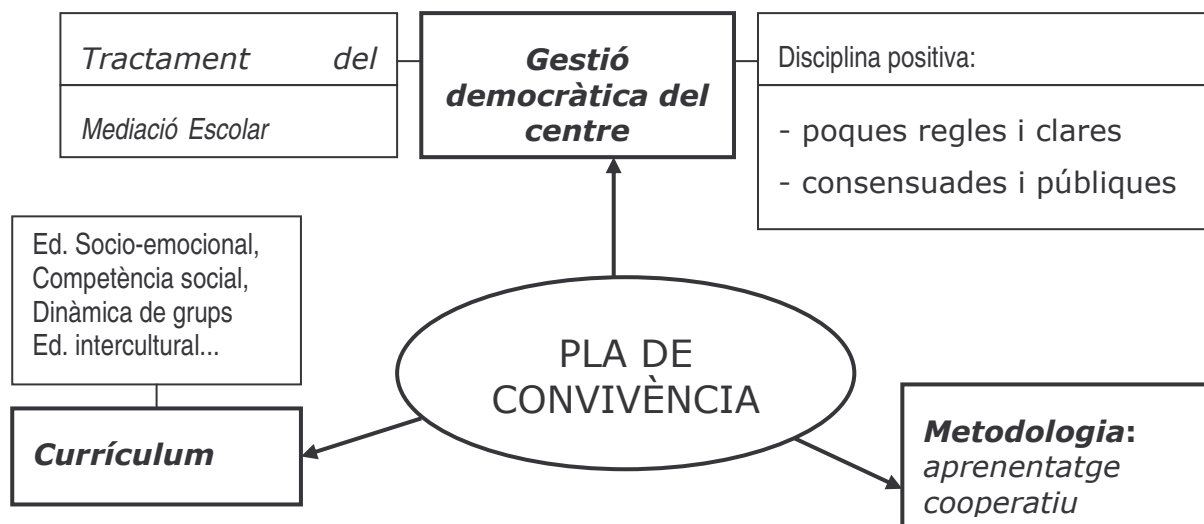 Tractament del
Mediació Escolar
Gestió
democràtica del
centre
Disciplina positiva:
- poques regles i clares
- consensuades i públiques
Ed. Socio-emocional,
Competència social,
Dinàmica de grups
Ed. intercultural...
PLA DE
CONVIVÈNCIA
Currículum
Metodologia:
aprenentatge
cooperatiu